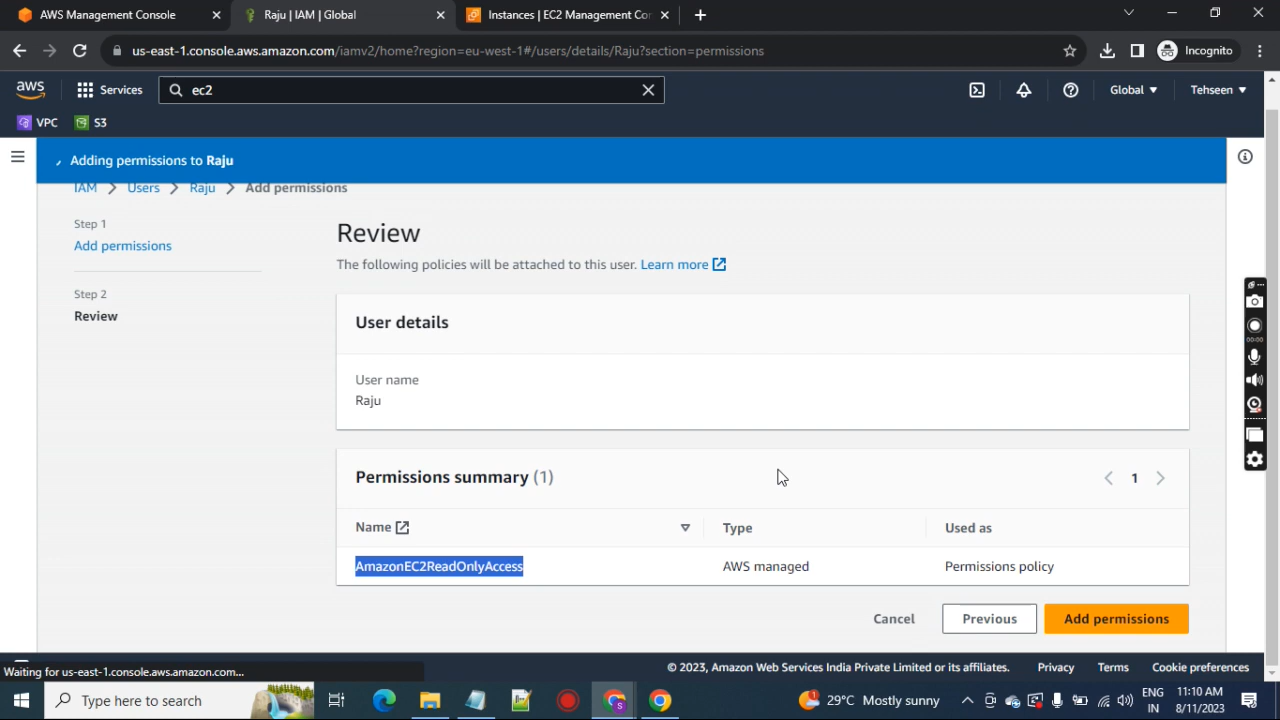 AWS Management Console
Raju | IAM | Global
Instances | EC2 Management Cor
us-east-1.console.aws.amazon.com/iamv2/home?region=eu-west-1#/users/details/Raju?section=permissions
Incognito
aws
Services
ec2
Global
Tehseen
VPC
S3
Adding permissions to Raju
IAM > Users > Raju > Add permissions
Step 1
Add permissions
Step 2
Review
Review
The following policies will be attached to this user. Learn more
User details
User name
Raju
Permissions summary (1)
1
Name
Type
Used as
AmazonEC2ReadOnlyAccess
AWS managed
Permissions policy
Cancel
Previous
Add permissions
Waiting for us-east-1.console.aws.amazon.com...
© 2023, Amazon Web Services India Private Limited or its affiliates.
Privacy
Terms
Cookie preferences
Type here to search
29°C Mostly sunny
ENG
IN
11:10 AM
8/11/2023
00:00